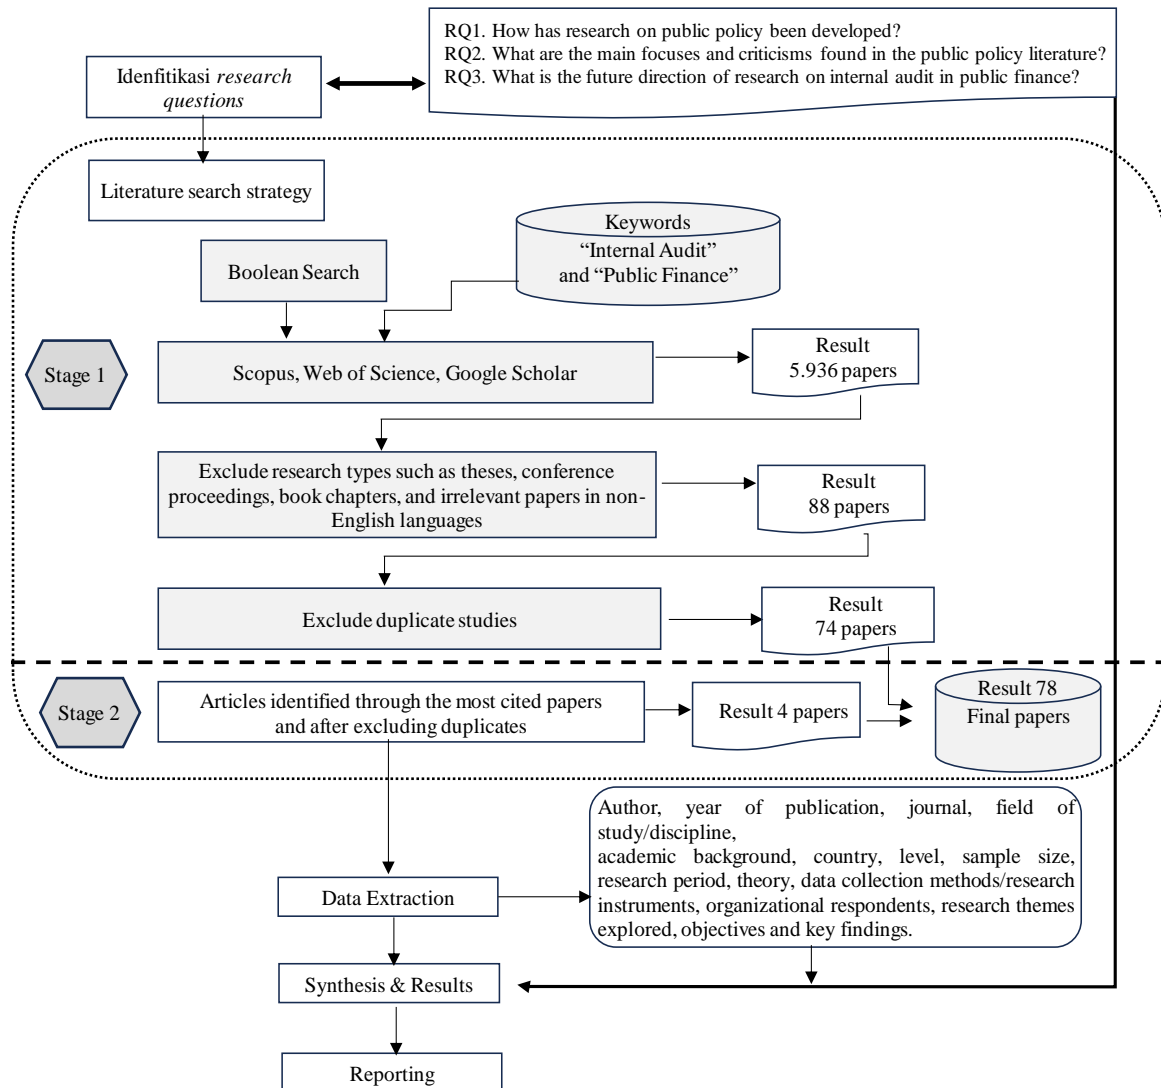 RQ1. How has research on public policy been developed?
RQ2. What are the main focuses and criticisms found in the public policy literature?
RQ3. What is the future direction of research on internal audit in public finance?
Idenfitikasi research
questions
Literature search strategy
Keywords
“Internal Audit”
and “Public Finance”
Boolean Search
Stage 1
Scopus, Web of Science, Google Scholar
Result
5.936 papers
Exclude research types such as theses, conference
proceedings, book chapters, and irrelevant papers in non-
English languages
Result
88 papers
Exclude duplicate studies
Result
74 papers
Stage 2
Articles identified through the most cited papers
and after excluding duplicates
Result 4 papers
Result 78
Final papers
Author, year of publication, journal, field of
study/discipline,
academic background, country, level, sample size,
research period, theory, data collection methods/research
instruments, organizational respondents, research themes
explored, objectives and key findings.
Data Extraction
Synthesis & Results
Reporting